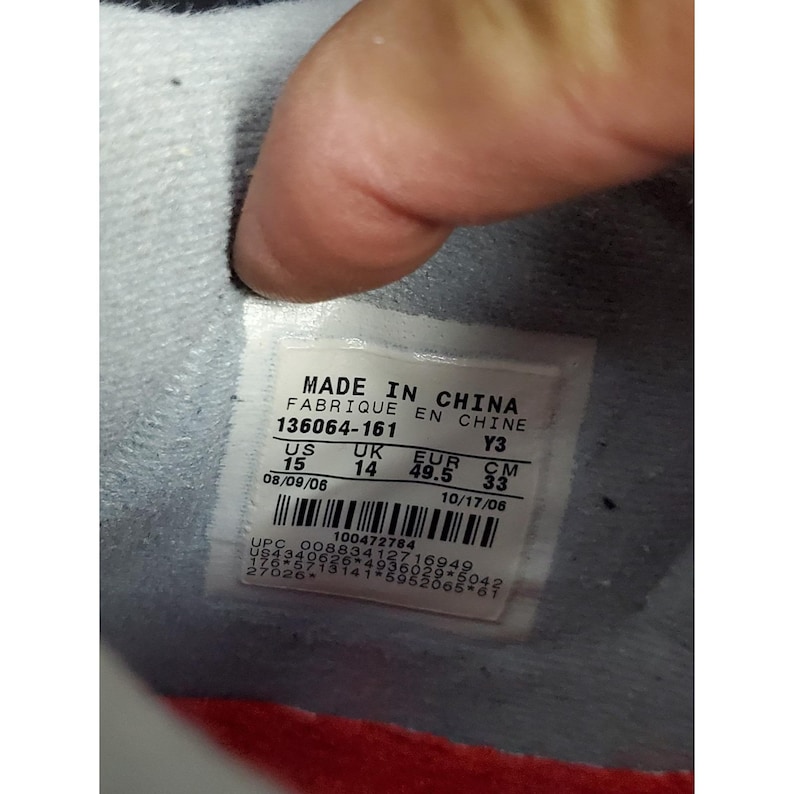 MADE IN CHINA
FABRIQUE EN CHINE
136064-161 Y3
US UK EUR CM
15 14 49.5 33
08/09/06 10/17/06
100472784
UPC 00883412716949
US4340626*4936029*5042
176*5713141*5952065*61
27026*